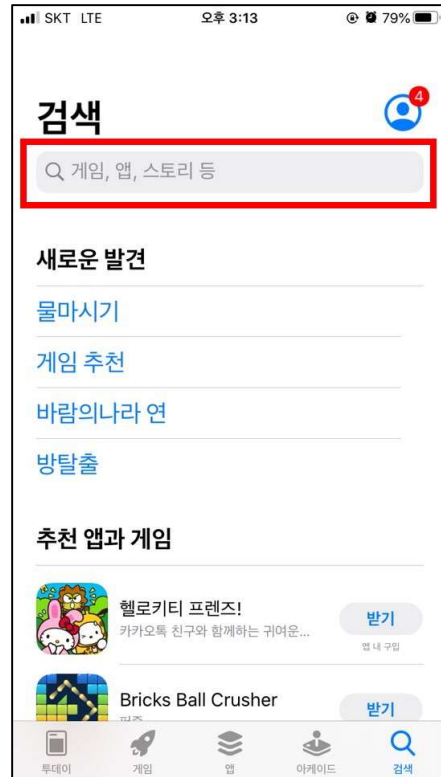 SKT LTE 오후 3:13 79%
4
검색
게임, 앱, 스토리 등
새로운 발견
물마시기
게임 추천
바람의나라 연
방탈출
추천 앱과 게임
헬로키티 프렌즈!
카카오톡 친구와 함께하는 귀여운...
받기
앱 내 구입
Bricks Ball Crusher
받기
투데이 게임 앱 아케이드 검색